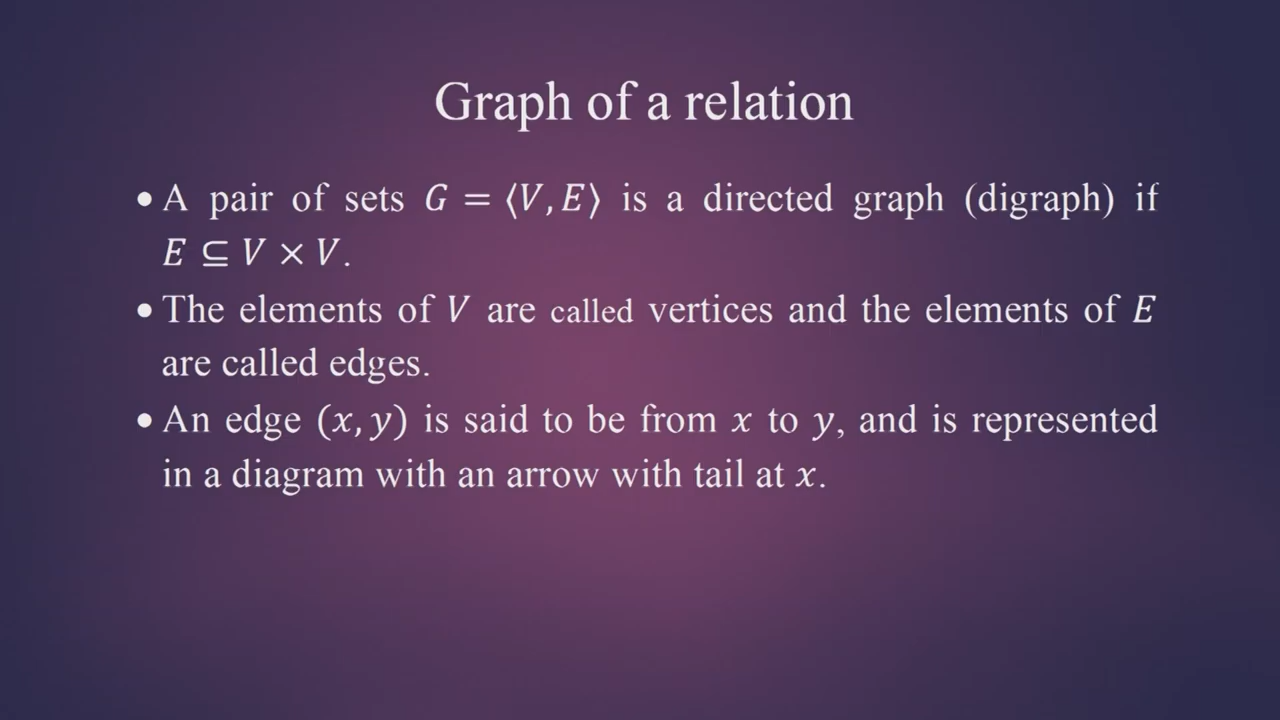 Graph of a relation
• A pair of sets 𝐺 = ⟨𝑉, 𝐸⟩ is a directed graph (digraph) if
𝐸 ⊆ 𝑉 × 𝑉.
• The elements of 𝑉 are called vertices and the elements of 𝐸
are called edges.
• An edge (𝑥, 𝑦) is said to be from 𝑥 to 𝑦, and is represented
in a diagram with an arrow with tail at 𝑥.